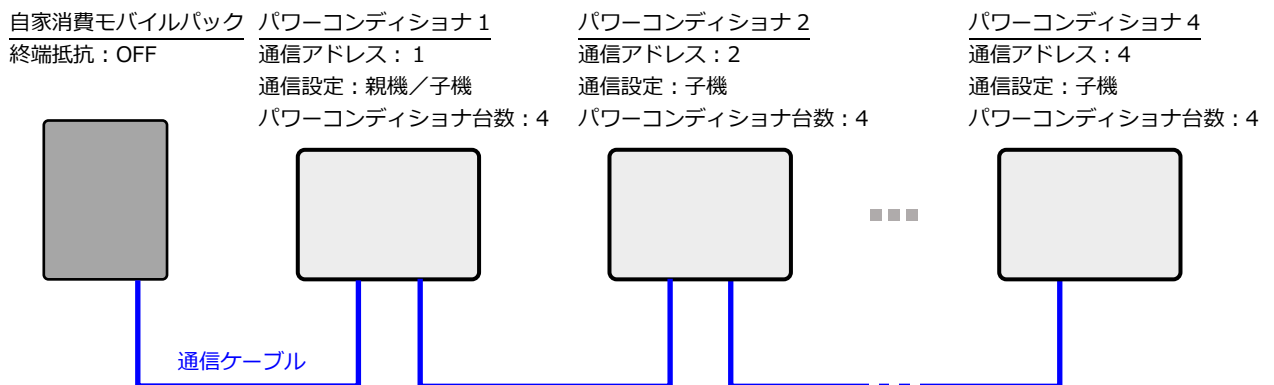 自家消費モバイルパック
終端抵抗：OFF
パワーコンディショナ 1
通信アドレス：1
通信設定：親機／子機
パワーコンディショナ台数：4
パワーコンディショナ 2
通信アドレス：2
通信設定：子機
パワーコンディショナ台数：4
パワーコンディショナ 4
通信アドレス：4
通信設定：子機
パワーコンディショナ台数：4
通信ケーブル